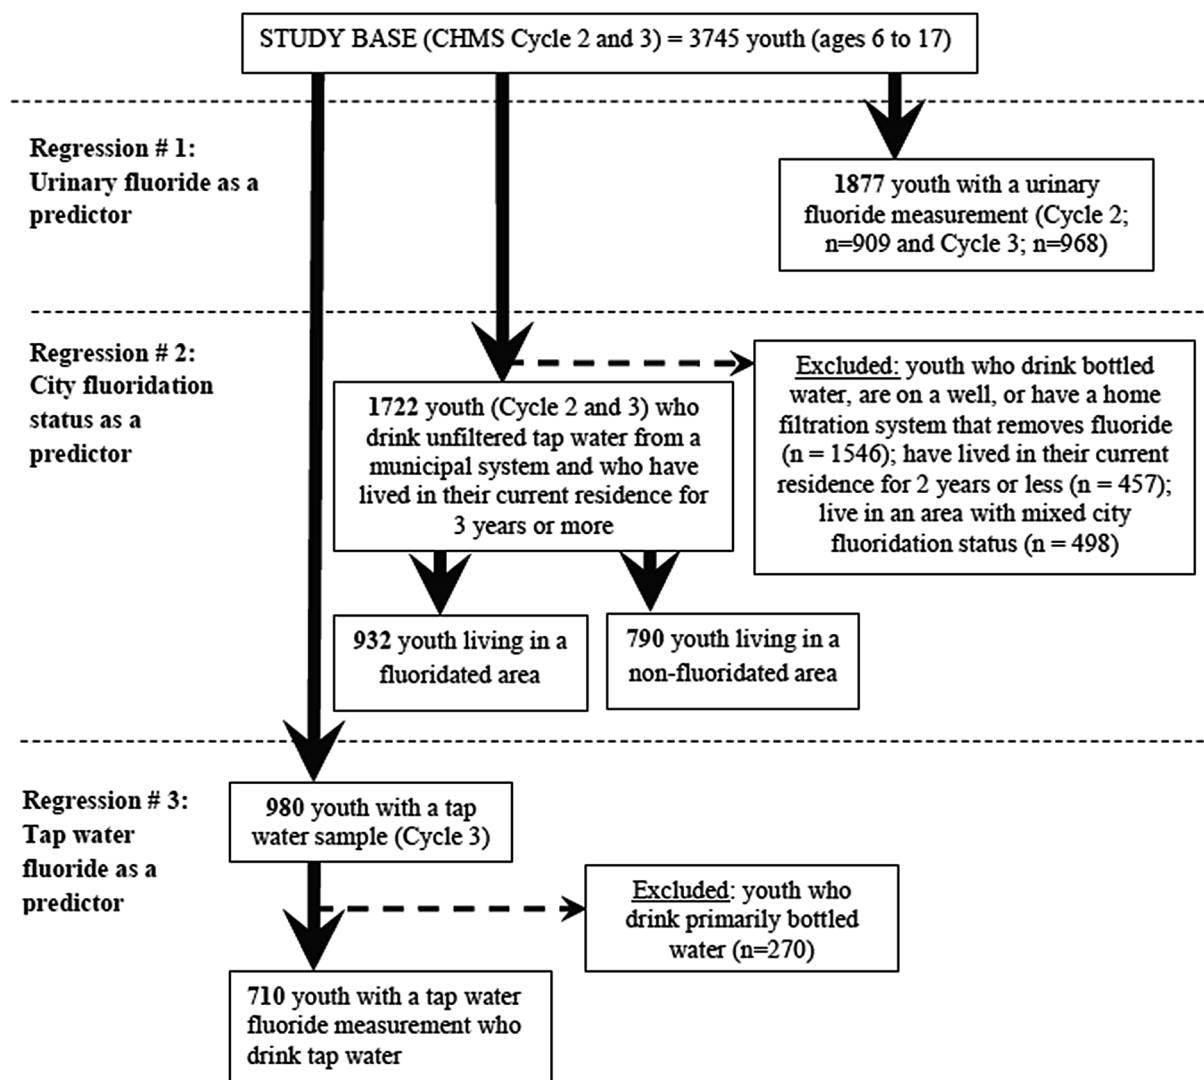 STUDY BASE (CHMS Cycle 2 and 3) = 3745 youth (ages 6 to 17)
Regression # 1:
Urinary fluoride as a
predictor
1877 youth with a urinary
fluoride measurement (Cycle 2;
n=909 and Cycle 3; n=968)
Regression # 2:
City fluoridation
status as a
predictor
1722 youth (Cycle 2 and 3) who
drink unfiltered tap water from a
municipal system and who have
lived in their current residence for
3 years or more
Excluded: youth who drink bottled
water, are on a well, or have a home
filtration system that removes fluoride
(n = 1546); have lived in their current
residence for 2 years or less (n = 457);
live in an area with mixed city
fluoridation status (n = 498)
932 youth living in a
fluoridated area
790 youth living in a
non-fluoridated area
Regression # 3:
Tap water
fluoride as a
predictor
980 youth with a tap
water sample (Cycle 3)
Excluded: youth who
drink primarily bottled
water (n=270)
710 youth with a tap water
fluoride measurement who
drink tap water